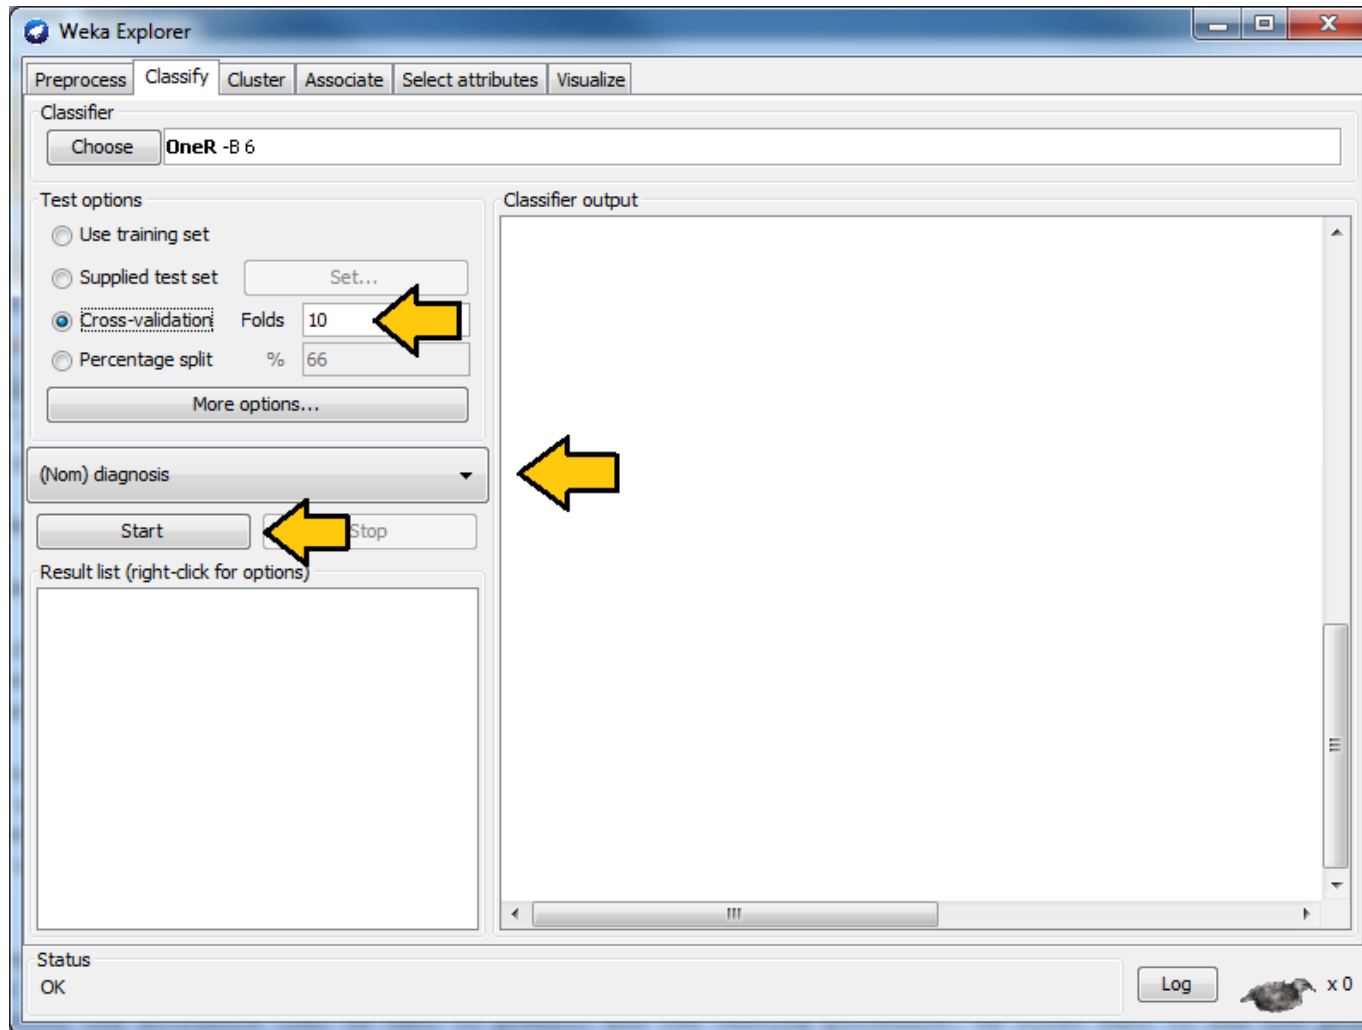 Weka Explorer
Preprocess Classify Cluster Associate Select attributes Visualize
Classifier
Choose OneR -B 6
Test options
Use training set
Supplied test set Set...
Cross-validation Folds 10
Percentage split % 66
More options...
(Nom) diagnosis
Start Stop
Result list (right-click for options)
Classifier output
Status
OK
Log x 0